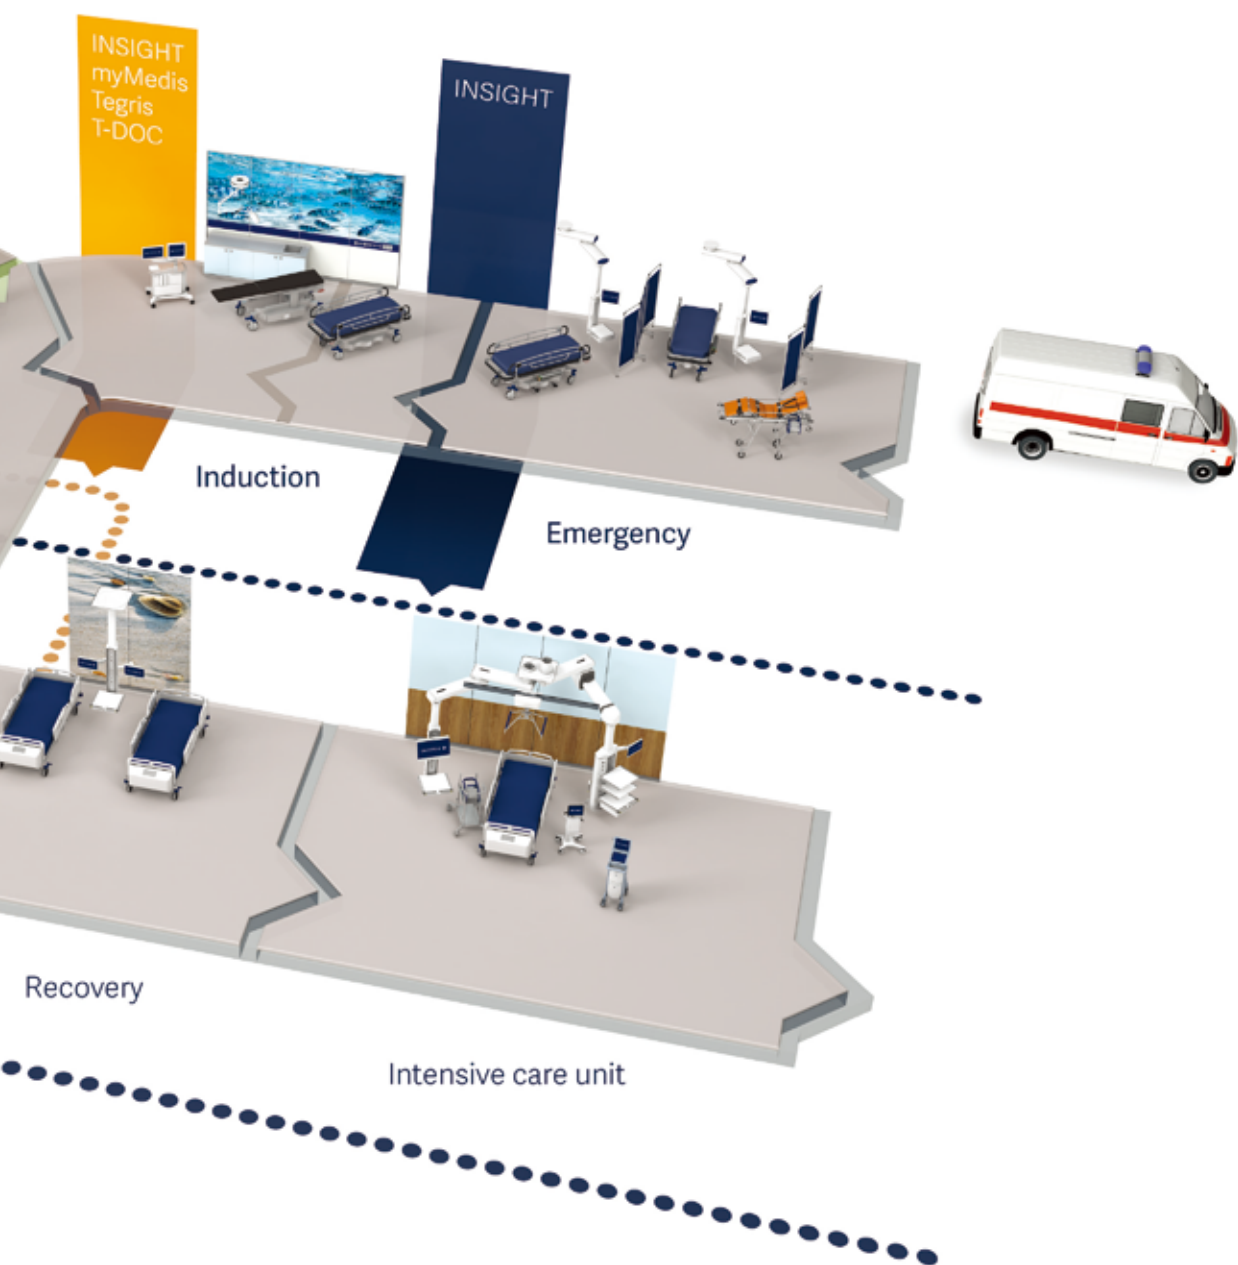 INSIGHT
myMedis
Tegris
T-DOC
INSIGHT
Induction
Emergency
Recovery
Intensive care unit